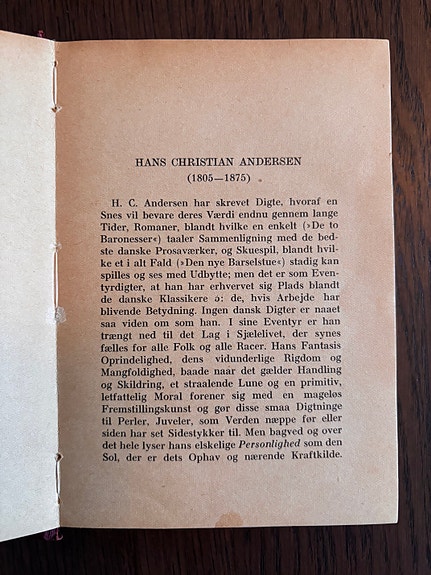 HANS CHRISTIAN ANDERSEN
(1805—1875)
H. C. Andersen har skrevet Digte, hvoraf en
Snes vil bevare deres Værdi endnu gennem lange
Tider, Romaner, blandt hvilke en enkelt (»De to
Baronesser«) taaler Sammenligning med de bed-
ste danske Prosaværker, og Skuespil, blandt hvil-
ke et i alt Fald (»Den nye Barselstue«) stadig kan
spilles og ses med Udbytte; men det er som Even-
tyrdigter, at han har erhvervet sig Plads blandt
de danske Klassikere ɔ: de, hvis Arbejde har
blivende Betydning. Ingen dansk Digter er naaet
saa viden om som han. I sine Eventyr er han
trængt ned til det Lag i Sjælelivet, der synes
fælles for alle Folk og alle Racer. Hans Fantasis
Oprindelighed, dens vidunderlige Rigdom og
Mangfoldighed, baade naar det gælder Handling
og Skildring, et straalende Lune og en primitiv,
letfattelig Moral forener sig med en mageløs
Fremstillingskunst og gør disse smaa Digtninge
til Perler, Juveler, som Verden næppe før eller
siden har set Sidestykker til. Men bagved og over
det hele lyser hans elskelige Personlighed som den
Sol, der er dets Ophav og nærende Kraftkilde.